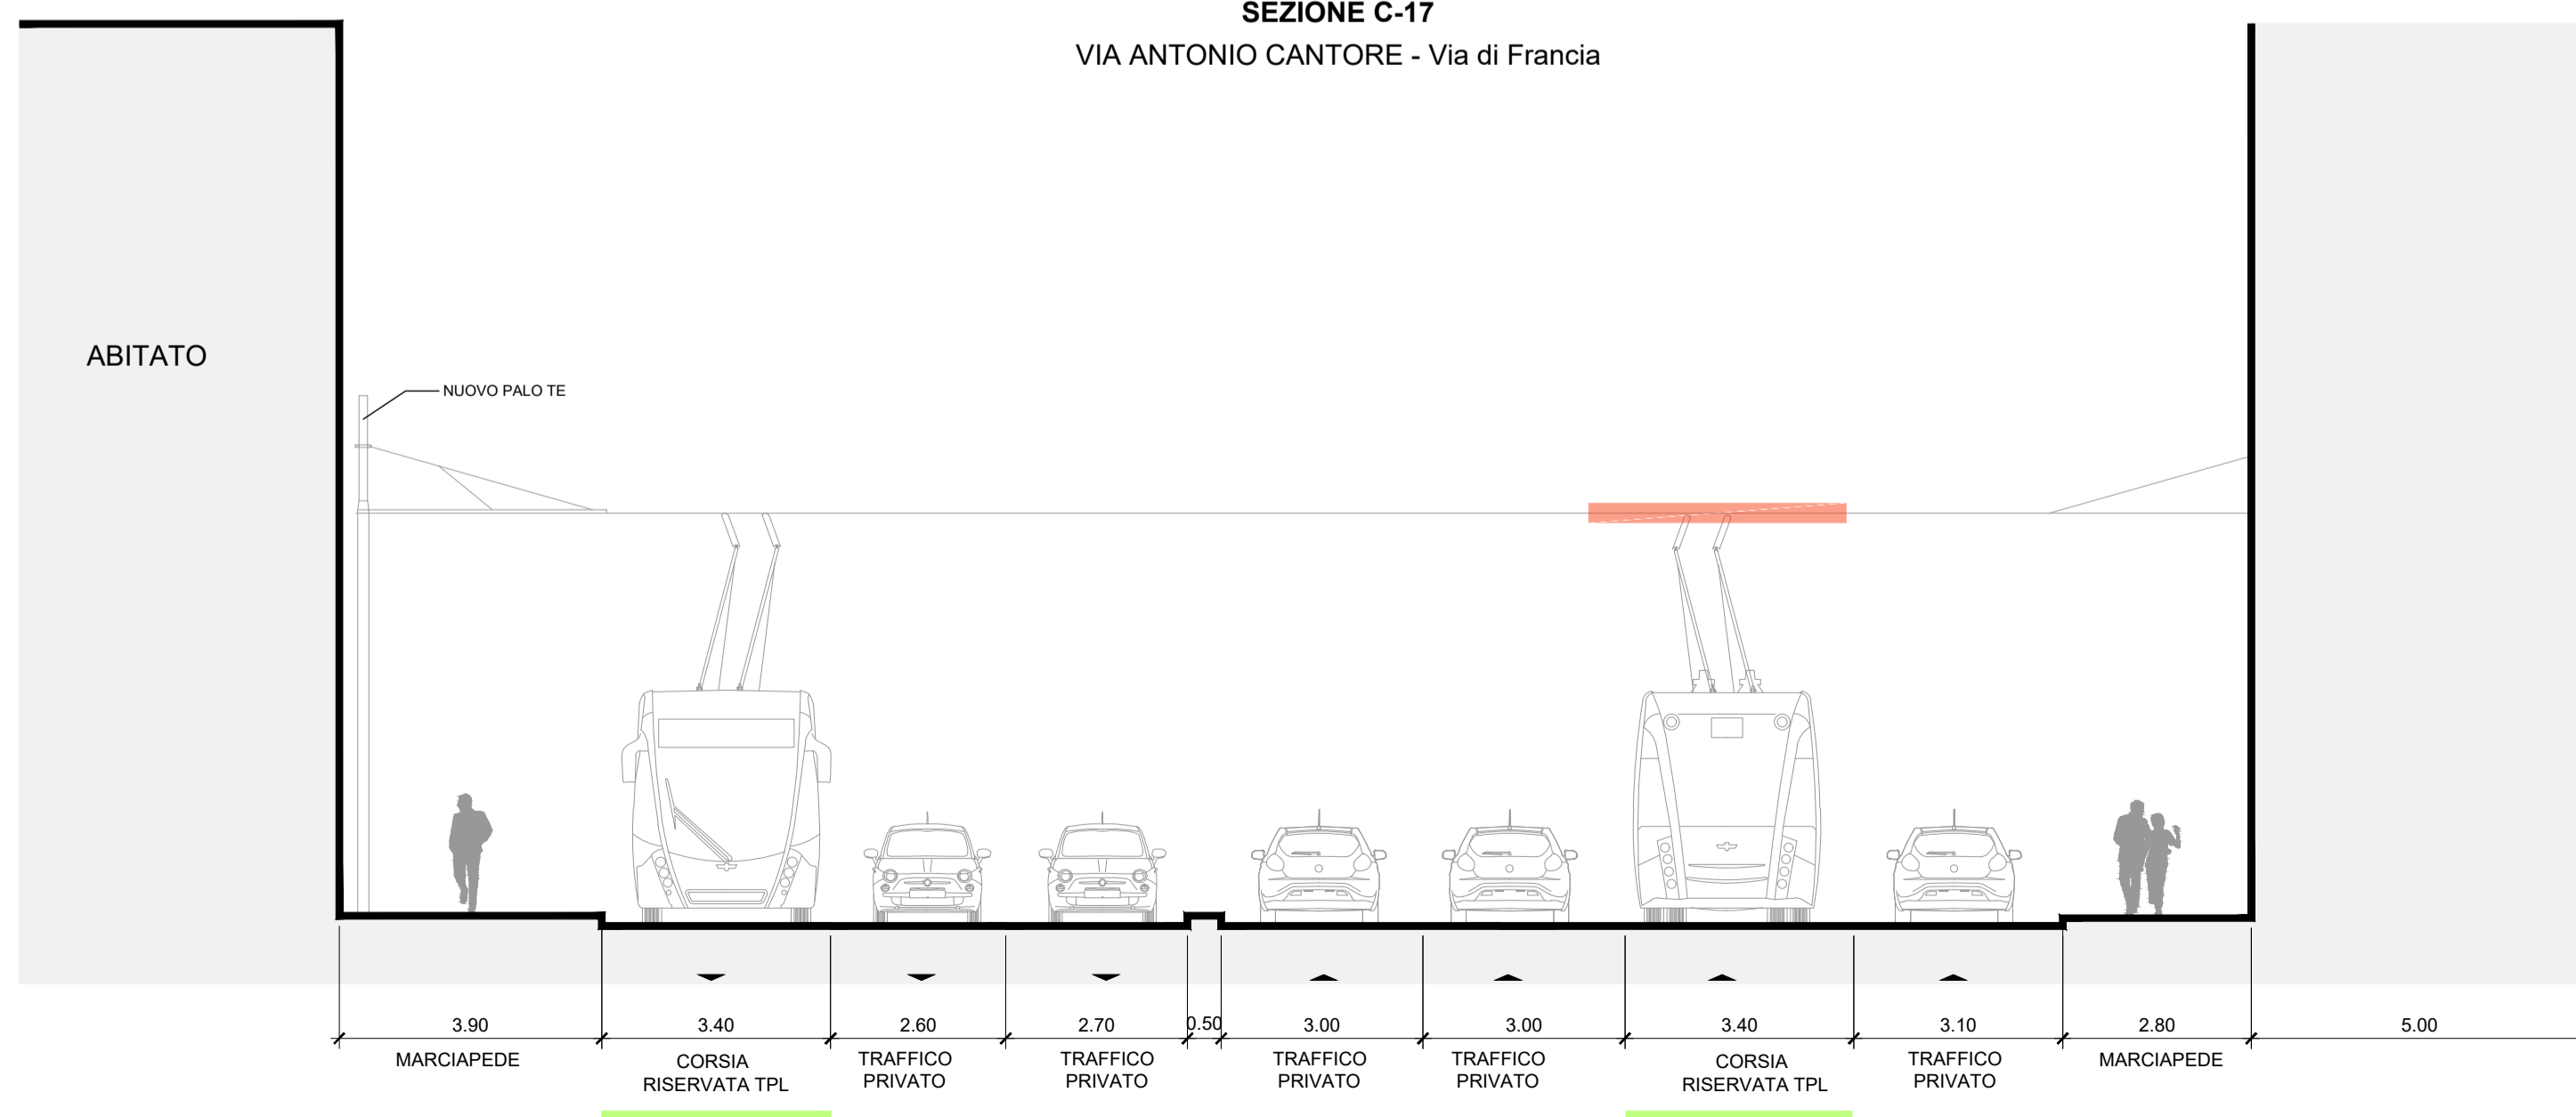 SEZIONE C-17
VIA ANTONIO CANTORE - Via di Francia
ABITATO
NUOVO PALO TE
3.90
3.40
2.60
2.70
0.50
3.00
3.00
3.40
3.10
2.80
5.00
MARCIAPEDE
CORSIA
RISERVATA TPL
TRAFFICO
PRIVATO
TRAFFICO
PRIVATO
TRAFFICO
PRIVATO
TRAFFICO
PRIVATO
CORSIA
RISERVATA TPL
TRAFFICO
PRIVATO
MARCIAPEDE